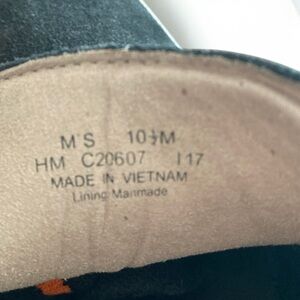 M'S 10½M
HM C20607 I17
MADE IN VIETNAM
Lining Manmade